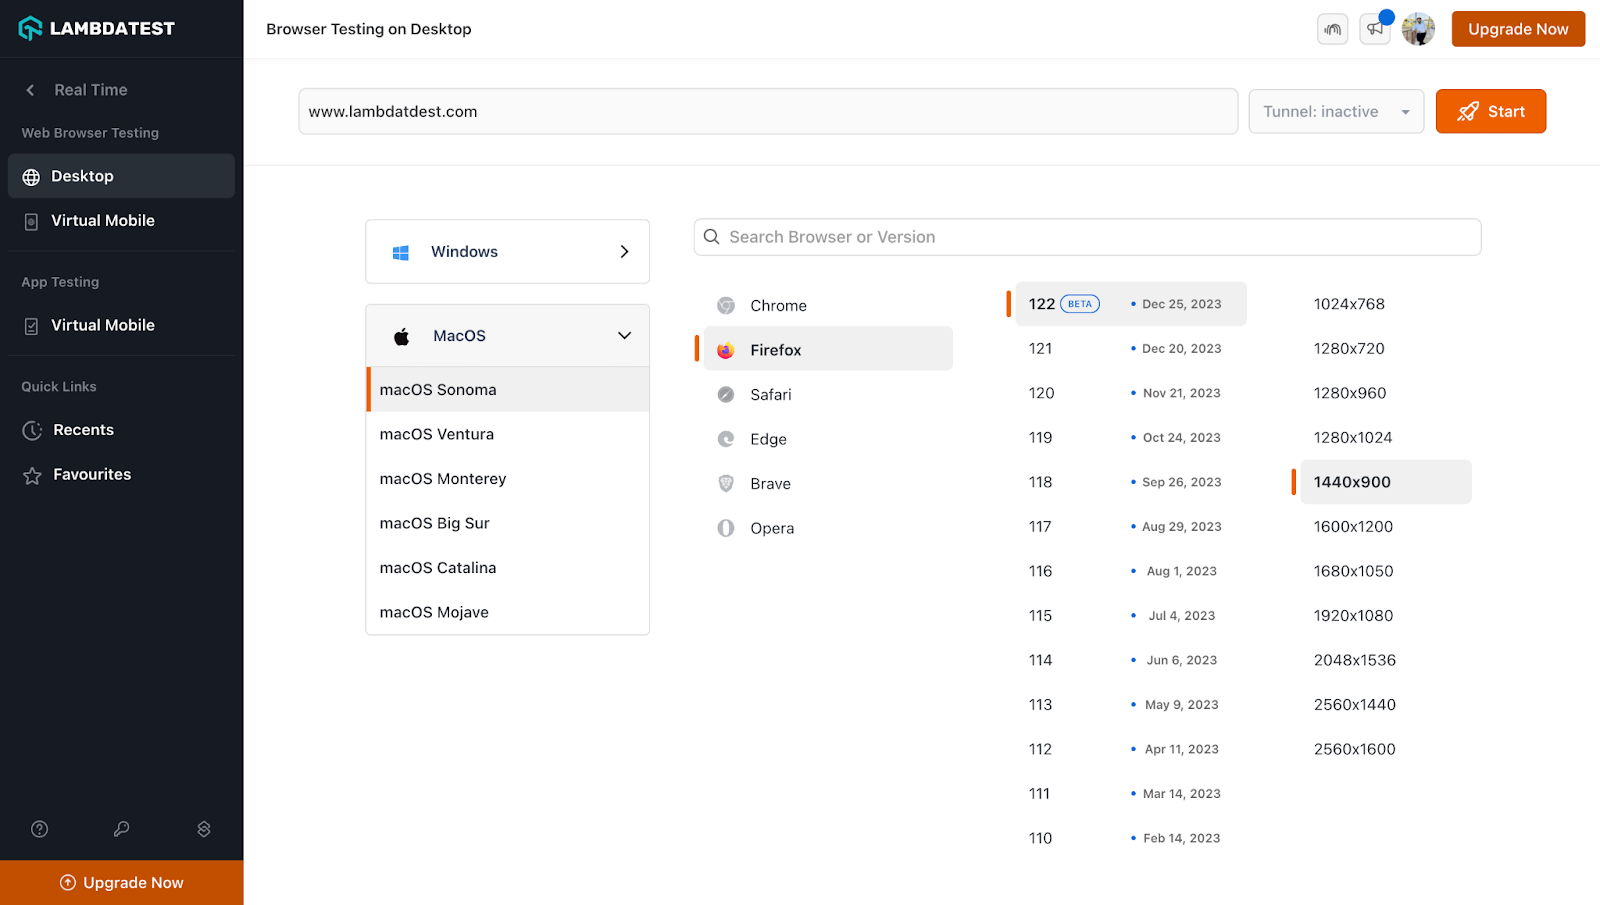 LAMBDATEST
Browser Testing on Desktop
Upgrade Now
Real Time
Web Browser Testing
Desktop
Virtual Mobile
App Testing
Virtual Mobile
Quick Links
Recents
Favourites
Upgrade Now
www.lambdatdest.com
Tunnel: inactive
Start
Windows
MacOS
macOS Sonoma
macOS Ventura
macOS Monterey
macOS Big Sur
macOS Catalina
macOS Mojave
Search Browser or Version
Chrome
Firefox
Safari
Edge
Brave
Opera
122 BETA • Dec 25, 2023
121 • Dec 20, 2023
120 • Nov 21, 2023
119 • Oct 24, 2023
118 • Sep 26, 2023
117 • Aug 29, 2023
116 • Aug 1, 2023
115 • Jul 4, 2023
114 • Jun 6, 2023
113 • May 9, 2023
112 • Apr 11, 2023
111 • Mar 14, 2023
110 • Feb 14, 2023
1024x768
1280x720
1280x960
1280x1024
1440x900
1600x1200
1680x1050
1920x1080
2048x1536
2560x1440
2560x1600